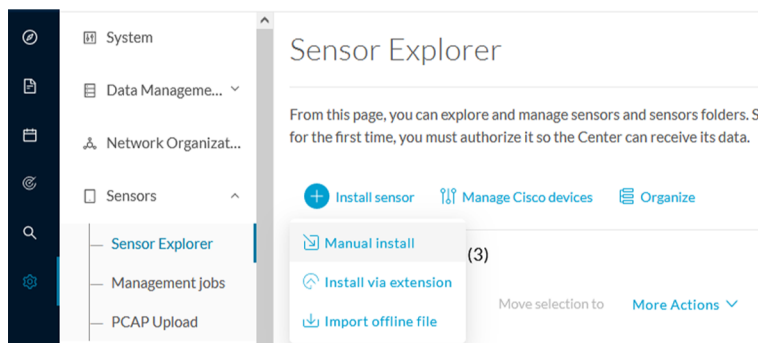 System
Data Manageme...
Network Organizat...
Sensors
Sensor Explorer
Management jobs
PCAP Upload
Sensor Explorer
From this page, you can explore and manage sensors and sensors folders. S
for the first time, you must authorize it so the Center can receive its data.
Install sensor Manage Cisco devices Organize
Manual install
Install via extension
Import offline file
(3)
Move selection to More Actions